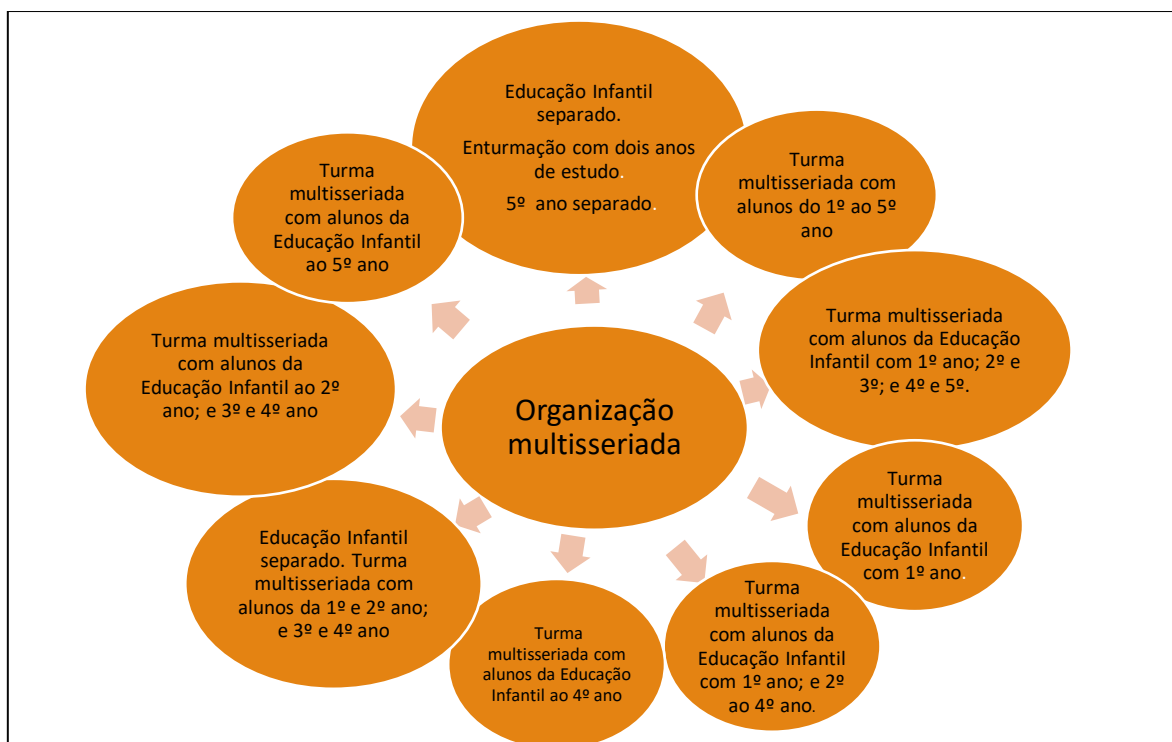 Educação Infantil
separado.
Enturmação com dois anos
de estudo.
5º ano separado.
Turma
multisseriada com
alunos do 1º ao 5º
ano
Turma multisseriada
com alunos da Educação
Infantil com 1º ano; 2º e
3º; e 4º e 5º.
Turma
multisseriada
com alunos da
Educação Infantil
com 1º ano.
Turma
multisseriada
com alunos da
Educação Infantil
com 1º ano; e 2º
ao 4º ano.
Turma
multisseriada com
alunos da Educação
Infantil ao 4º ano
Educação Infantil
separado. Turma
multisseriada com
alunos da 1º e 2º ano;
e 3º e 4º ano
Turma multisseriada
com alunos da
Educação Infantil ao 2º
ano; e 3º e 4º ano
Turma
multisseriada
com alunos da
Educação Infantil
ao 5º ano
Organização
multisseriada